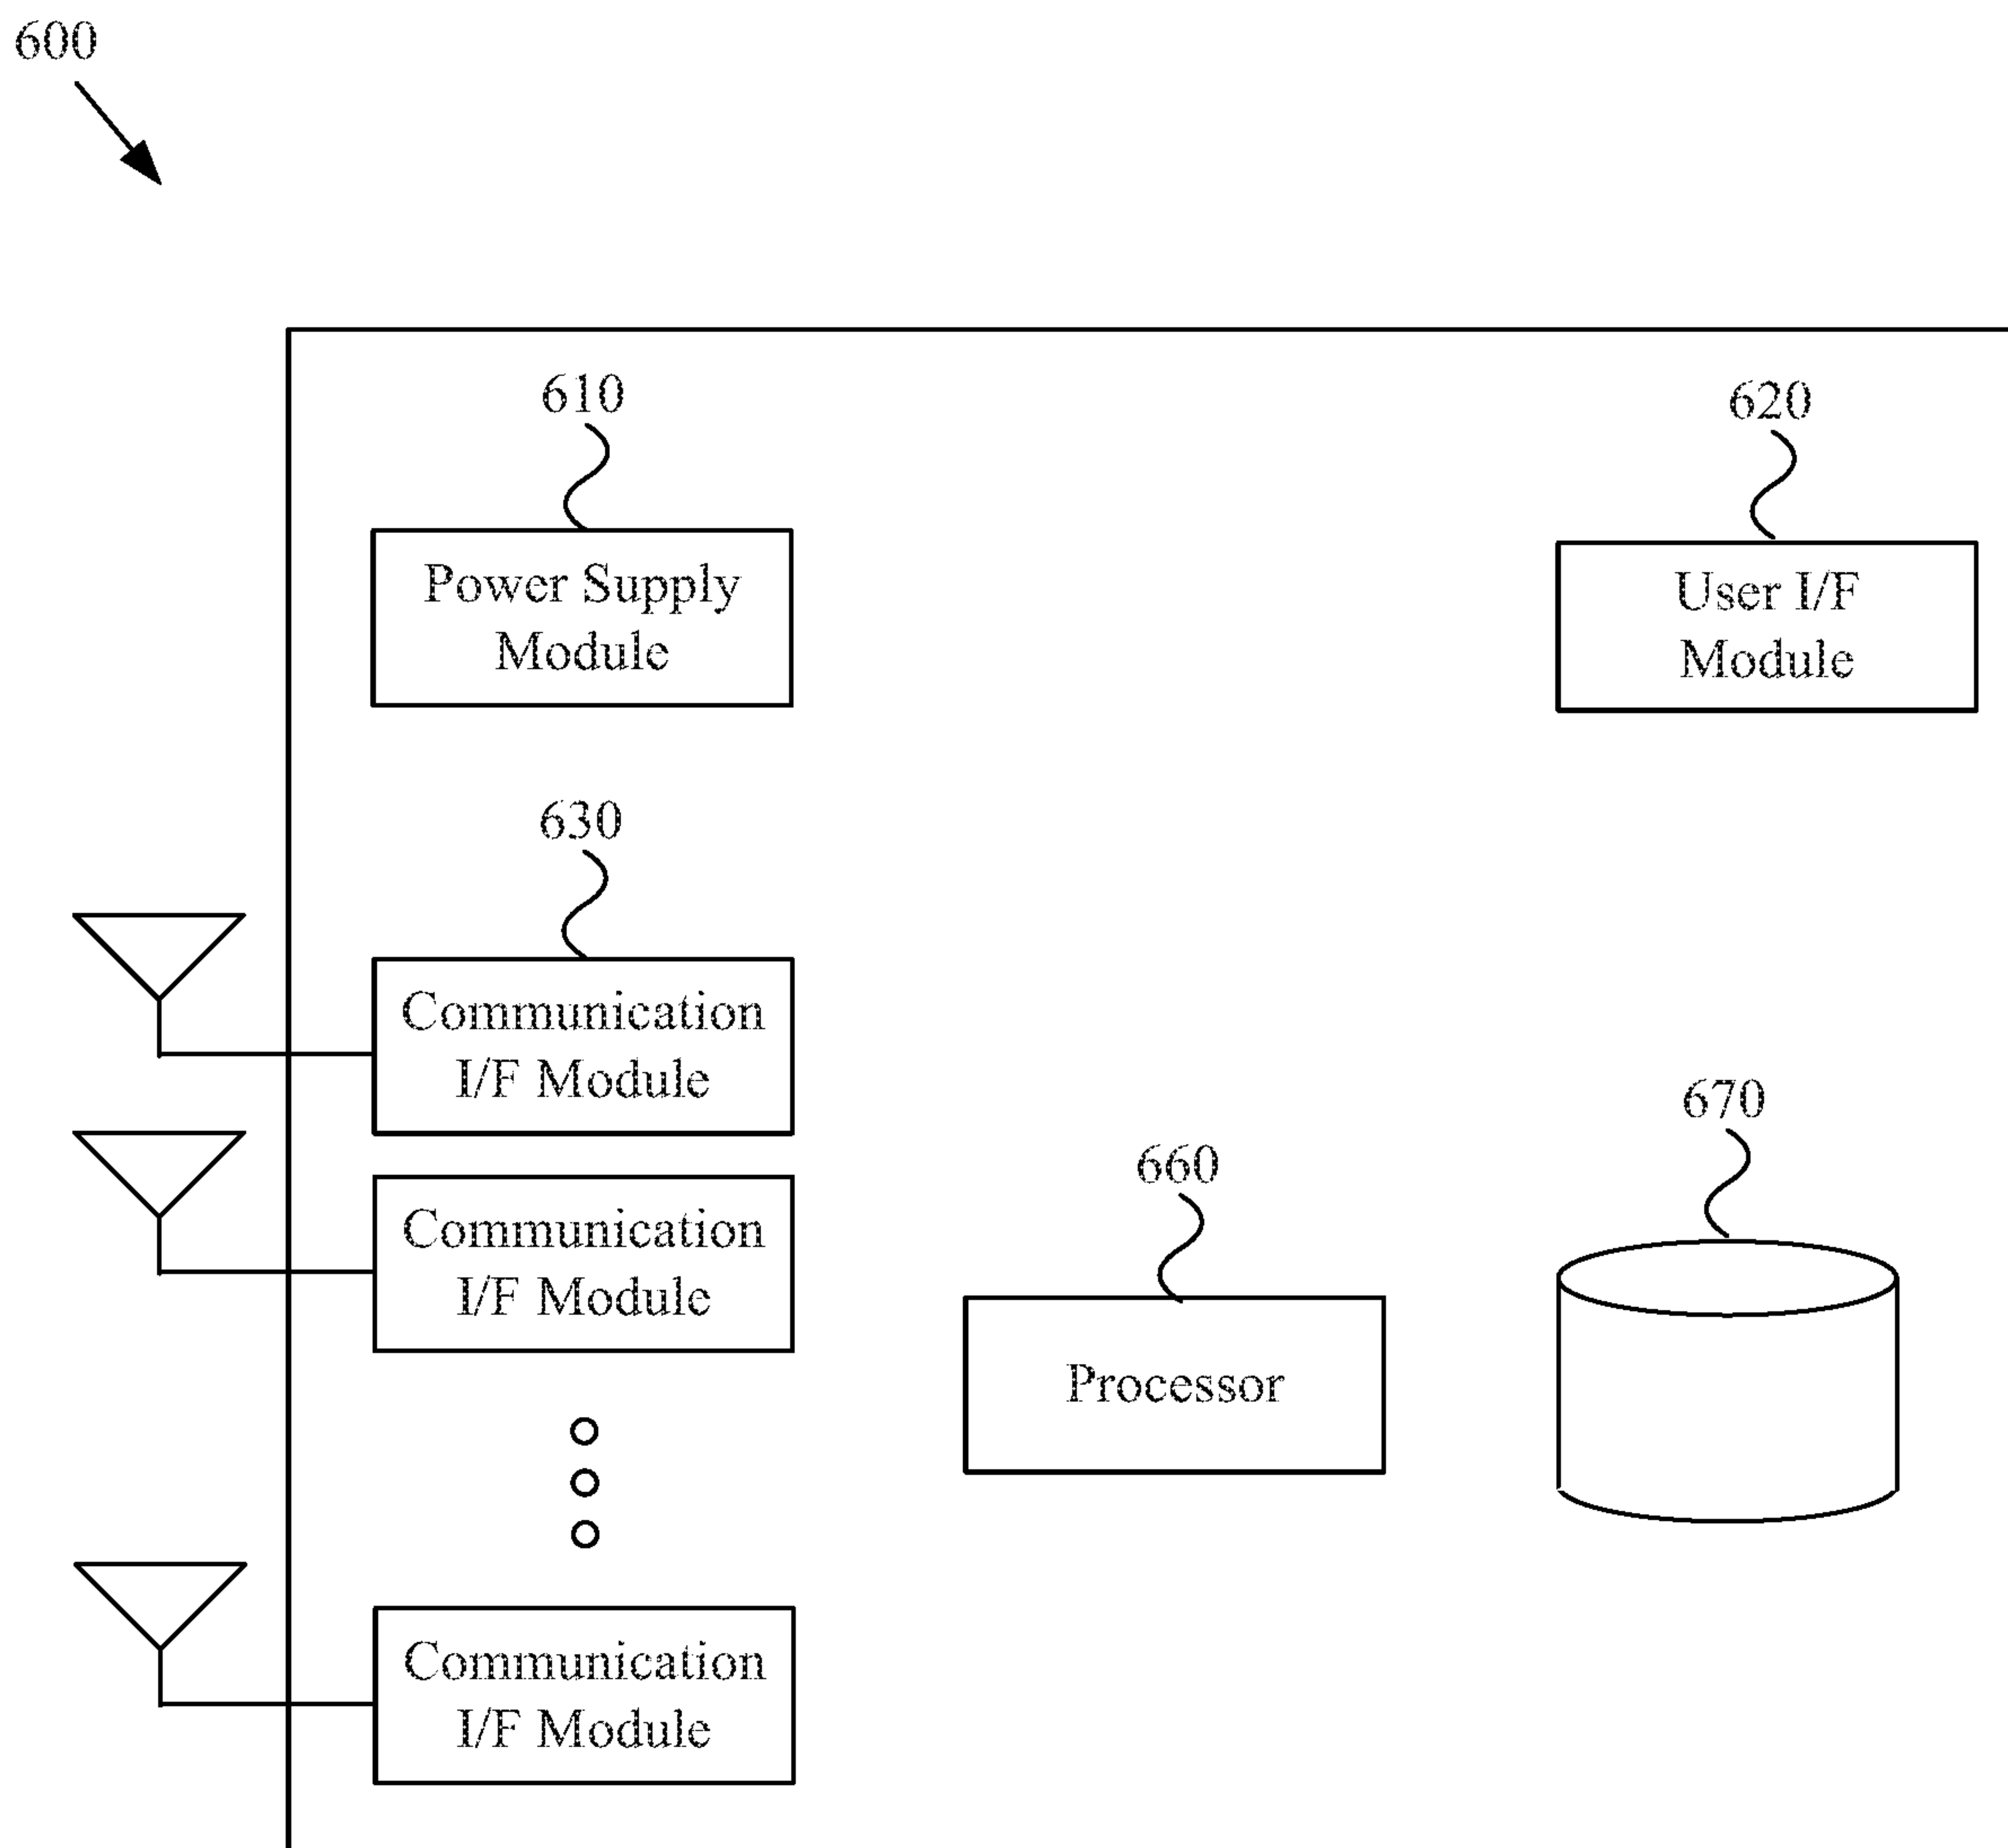 600
610
620
Power Supply
Module
User I/F
Module
630
Communication
I/F Module
670
660
Communication
I/F Module
Processor
Communication
I/F Module